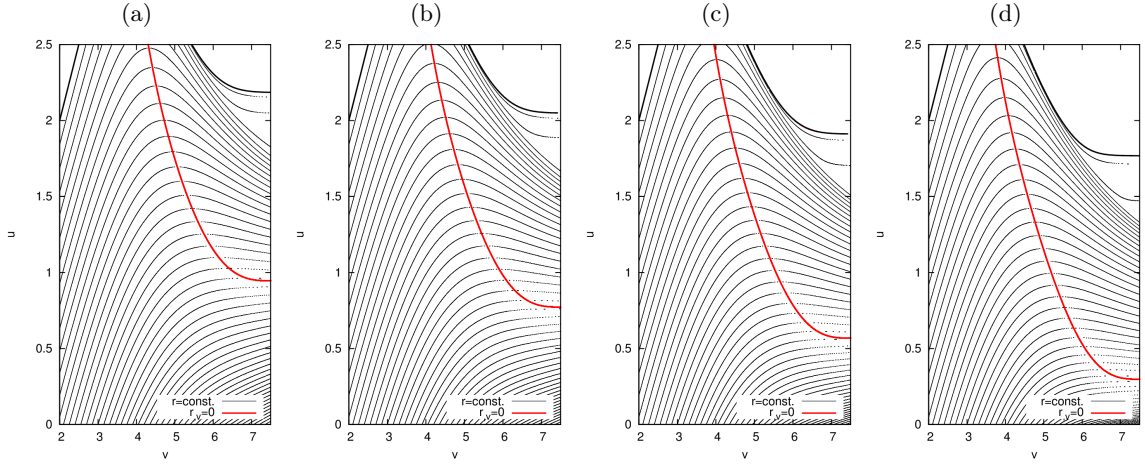 (a) (b) (c) (d)
2.5 2.5 2.5 2.5
2 2 2 2
1.5 1.5 1.5 1.5
u u u u
1 1 1 1
0.5 0.5 0.5 0.5
r=const. r=const. r=const. r=const.
r_v=0 r_v=0 r_v=0 r_v=0
0 0 0 0
2 3 4 5 6 7 2 3 4 5 6 7 2 3 4 5 6 7 2 3 4 5 6 7
v v v v